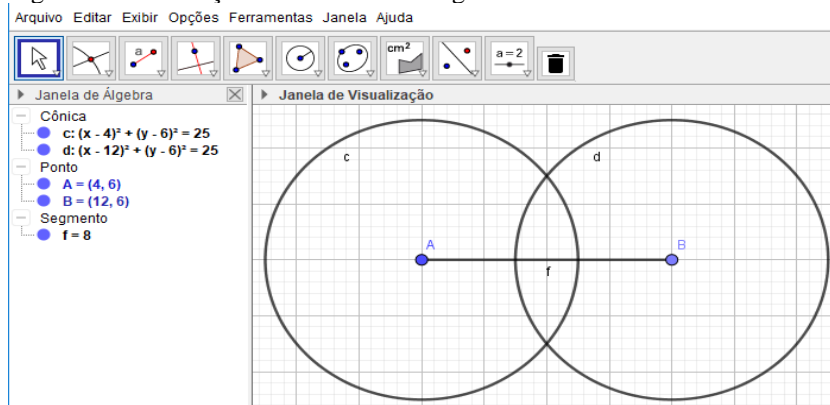 Arquivo Editar Exibir Opções Ferramentas Janela Ajuda
a
cm²
a=2
Janela de Álgebra
Janela de Visualização
Cônica
c: (x - 4)² + (y - 6)² = 25
d: (x - 12)² + (y - 6)² = 25
Ponto
A = (4, 6)
B = (12, 6)
Segmento
f = 8
c
d
A
B
f